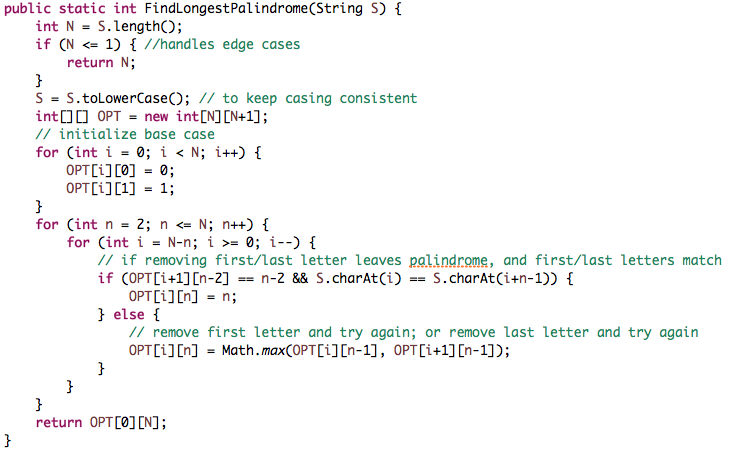 public static int FindLongestPalindrome(String S) {
    int N = S.length();
    if (N <= 1) { //handles edge cases
        return N;
    }
    S = S.toLowerCase(); // to keep casing consistent
    int[][] OPT = new int[N][N+1];
    // initialize base case
    for (int i = 0; i < N; i++) {
        OPT[i][0] = 0;
        OPT[i][1] = 1;
    }
    for (int n = 2; n <= N; n++) {
        for (int i = N-n; i >= 0; i--) {
            // if removing first/last letter leaves palindrome, and first/last letters match
            if (OPT[i+1][n-2] == n-2 && S.charAt(i) == S.charAt(i+n-1)) {
                OPT[i][n] = n;
            } else {
                // remove first letter and try again; or remove last letter and try again
                OPT[i][n] = Math.max(OPT[i][n-1], OPT[i+1][n-1]);
            }
        }
    }
    return OPT[0][N];
}